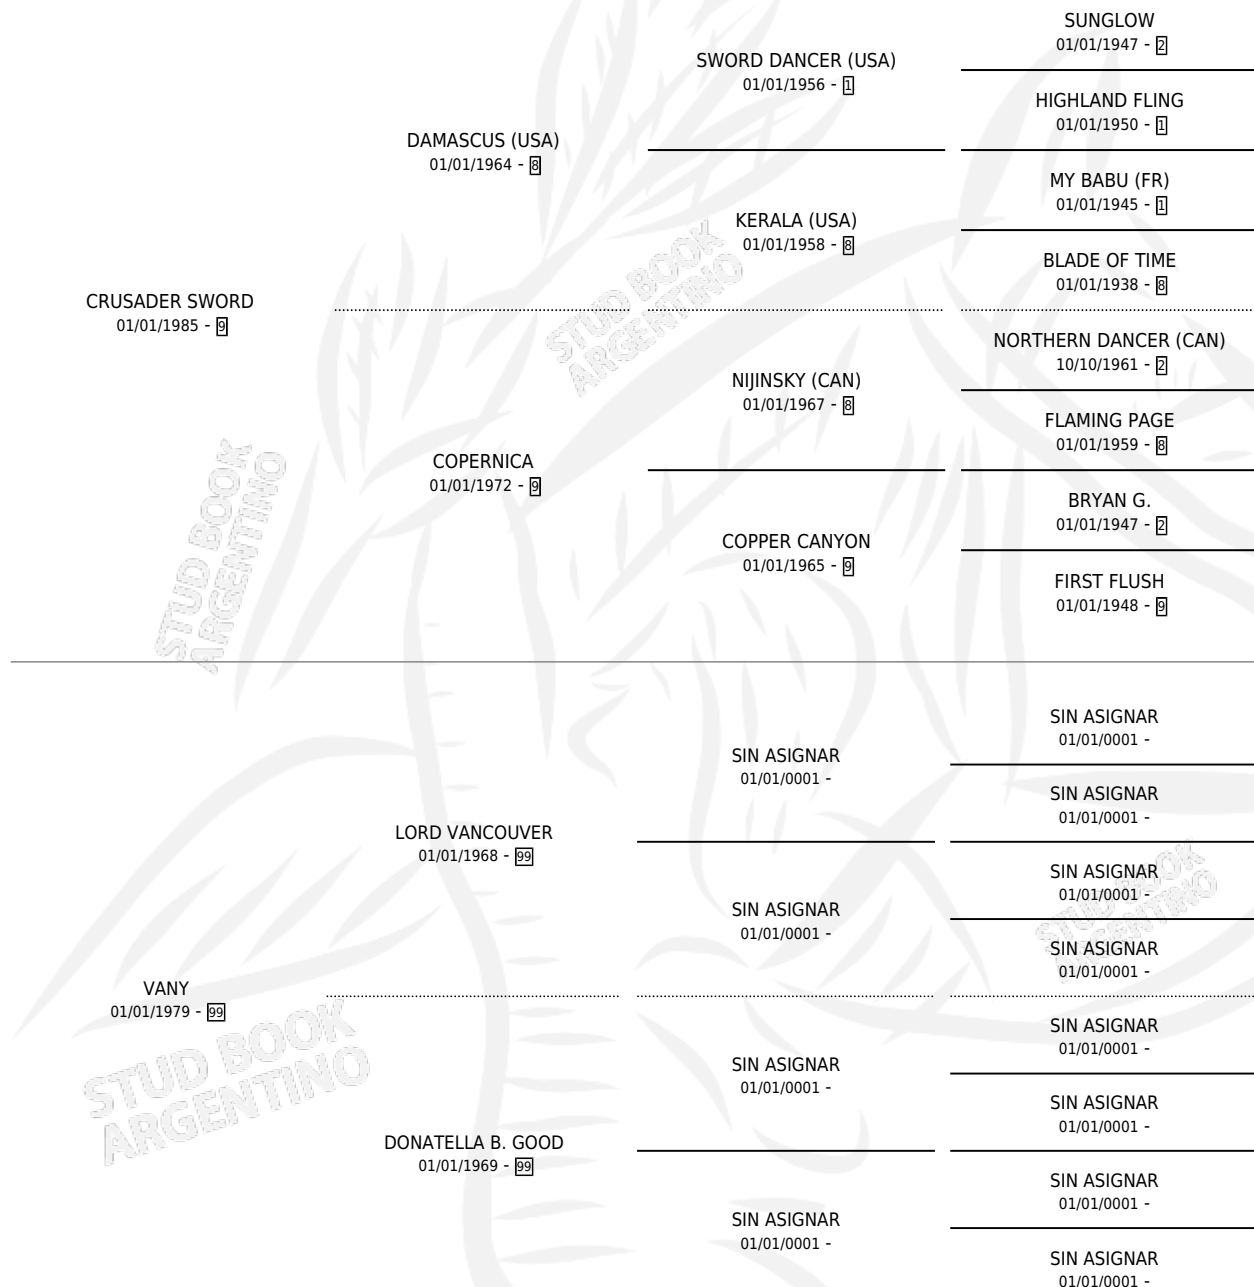 SUNGLOW
01/01/1947 - 2
SWORD DANCER (USA)
01/01/1956 - 1
HIGHLAND FLING
01/01/1950 - 1
DAMASCUS (USA)
01/01/1964 - 8
MY BABU (FR)
01/01/1945 - 1
KERALA (USA)
01/01/1958 - 8
BLADE OF TIME
01/01/1938 - 8
CRUSADER SWORD
01/01/1985 - 9
STUD BOOK
ARGENTINO
NORTHERN DANCER (CAN)
10/10/1961 - 2
NIJINSKY (CAN)
01/01/1967 - 8
FLAMING PAGE
01/01/1959 - 8
COPERNICA
01/01/1972 - 9
BRYAN G.
01/01/1947 - 2
COPPER CANYON
01/01/1965 - 9
FIRST FLUSH
01/01/1948 - 9
STUD BOOK
ARGENTINO
SIN ASIGNAR
01/01/0001 -
SIN ASIGNAR
01/01/0001 -
SIN ASIGNAR
01/01/0001 -
LORD VANCOUVER
01/01/1968 - 99
SIN ASIGNAR
01/01/0001 -
SIN ASIGNAR
01/01/0001 -
SIN ASIGNAR
01/01/0001 -
STUD BOOK
ARGENTINO
VANY
01/01/1979 - 99
SIN ASIGNAR
01/01/0001 -
SIN ASIGNAR
01/01/0001 -
SIN ASIGNAR
01/01/0001 -
STUD BOOK
ARGENTINO
DONATELLA B. GOOD
01/01/1969 - 99
SIN ASIGNAR
01/01/0001 -
SIN ASIGNAR
01/01/0001 -
SIN ASIGNAR
01/01/0001 -